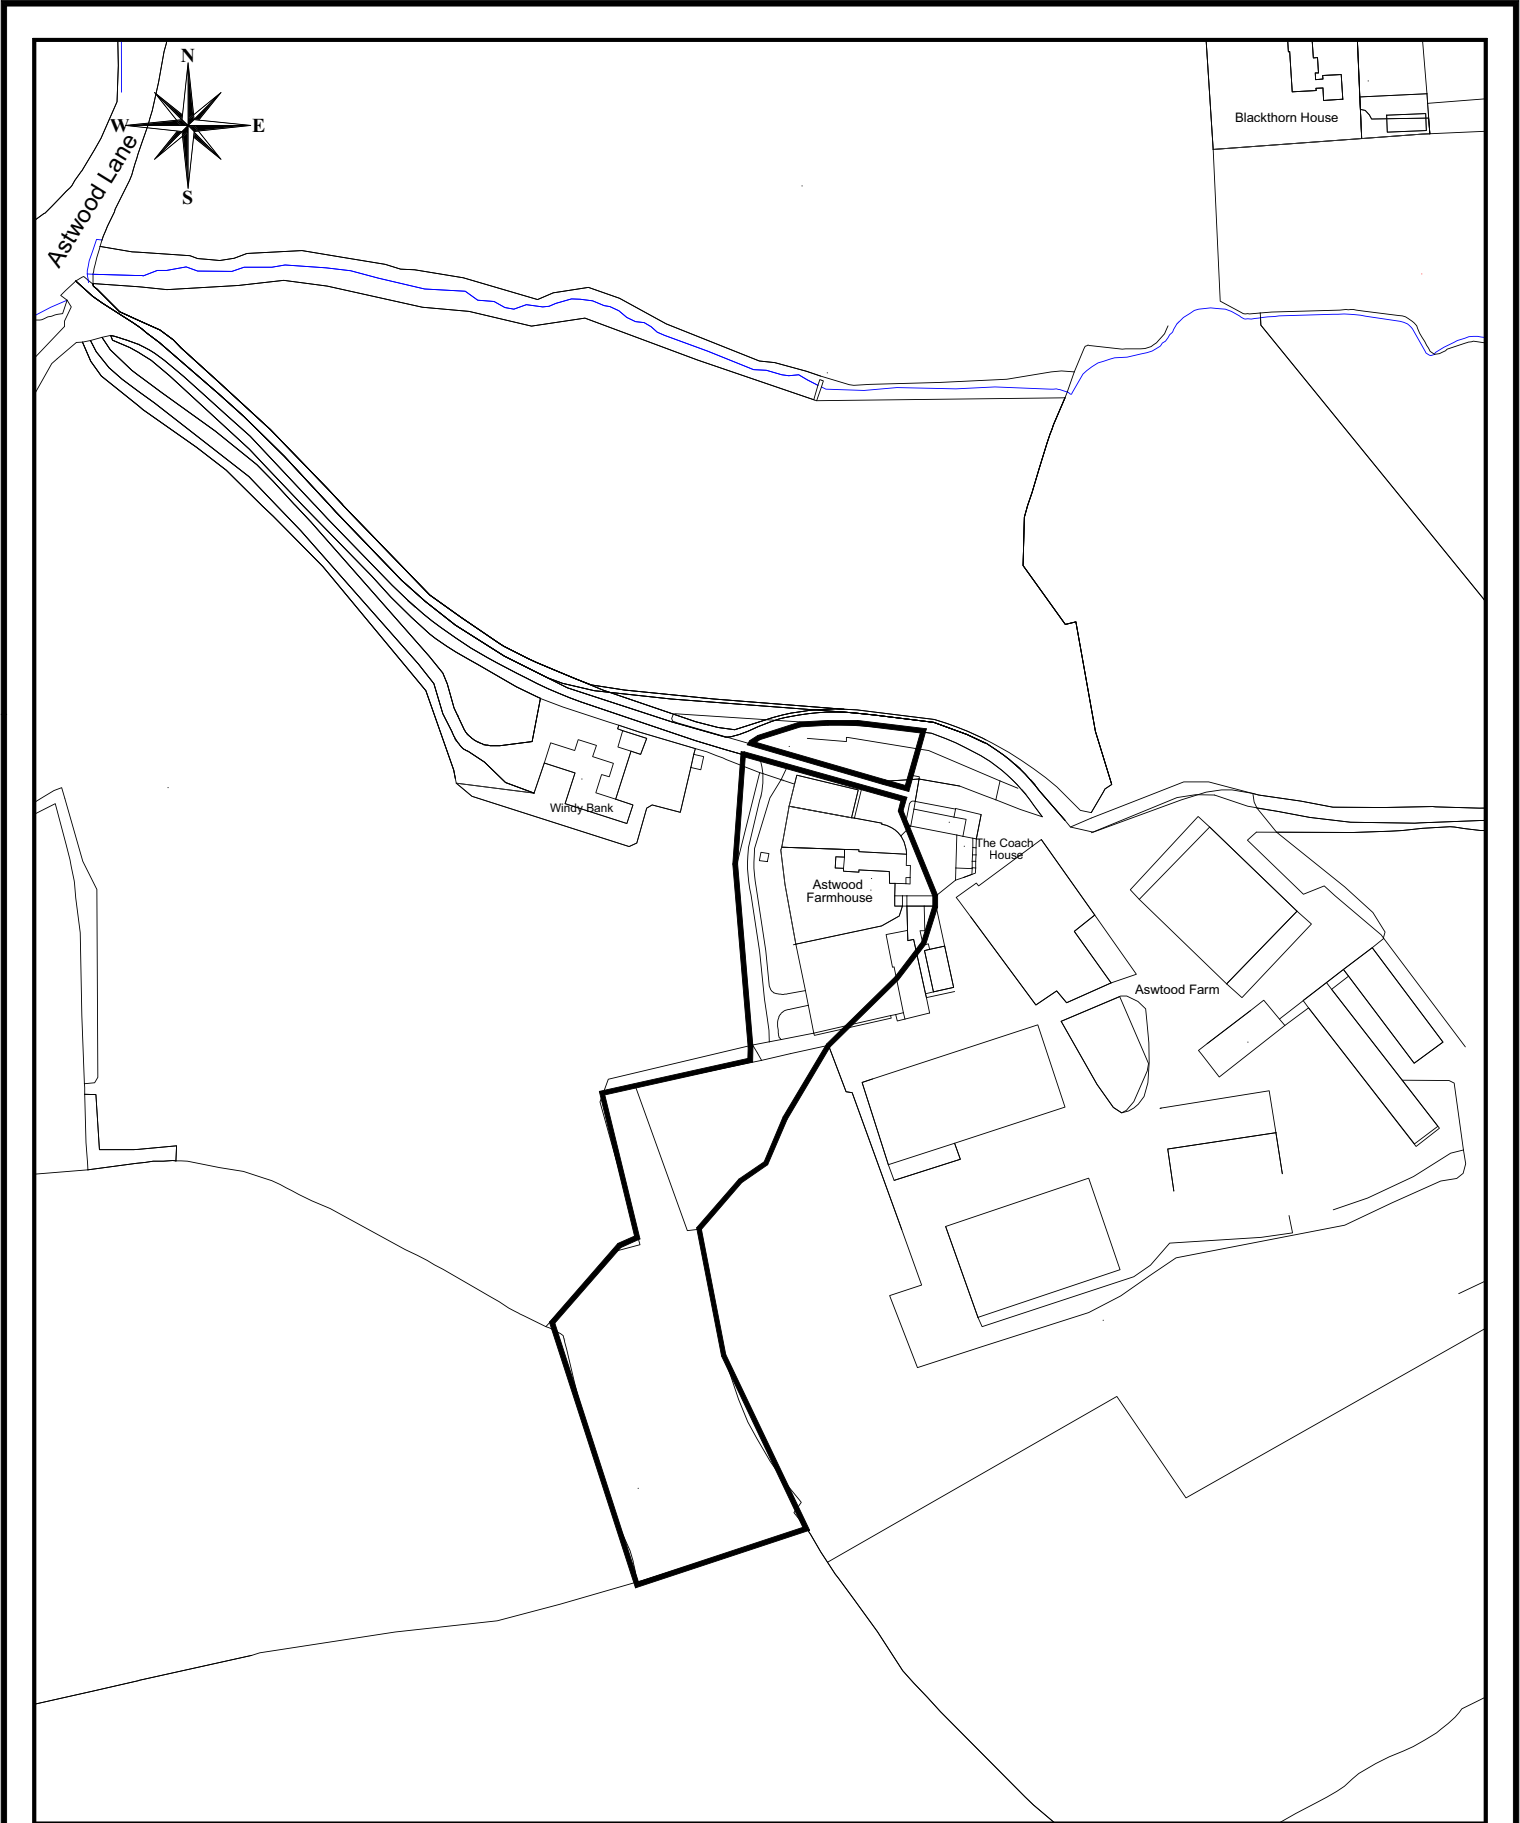 N
Blackthorn House
W
E
Astwood Lane
S
Windy Bank
The Coach
House
Astwood
Farmhouse
Aswtood Farm